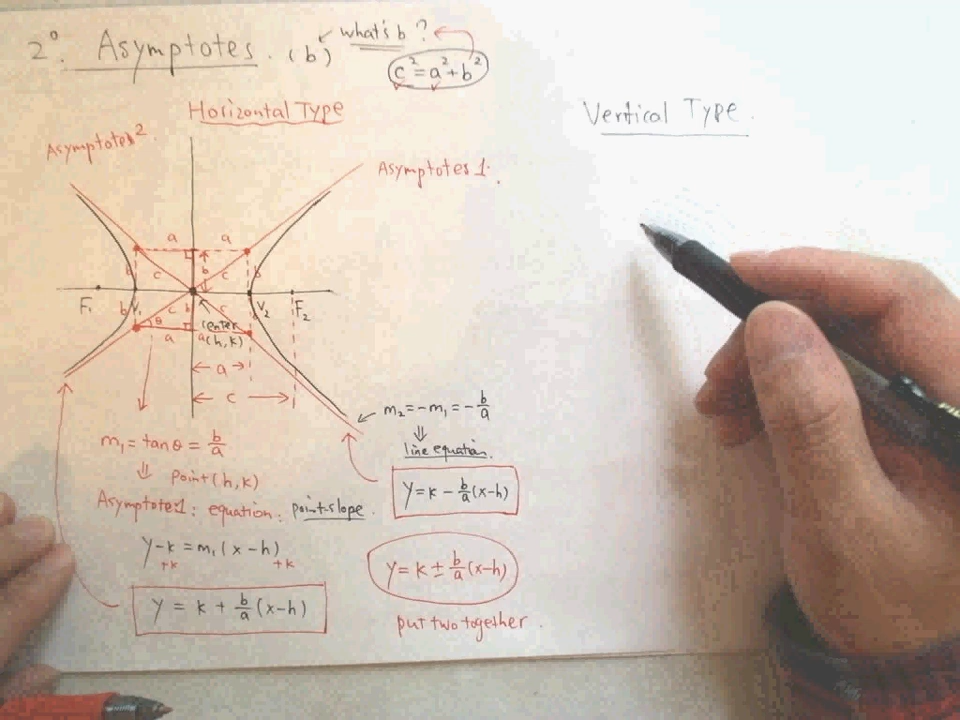 2°. Asymptotes. (b) what's b?
c² = a² + b²
Horizontal Type
Vertical Type.
Asymptotes 2.
Asymptotes 1.
a a
b c b c b
F₁ b V₁ c b c V₂ F₂
θ center
a a (h, k)
← a →
← c →
m₂ = -m₁ = -b/a
⇓
line equation.
y = k - b/a (x-h)
m₁ = tanθ = b/a
⇓ point (h, k)
Asymptote 1: equation: point-slope.
y-k = m₁(x-h)
+k +k
y = k + b/a (x-h)
y = k ± b/a (x-h)
put two together.